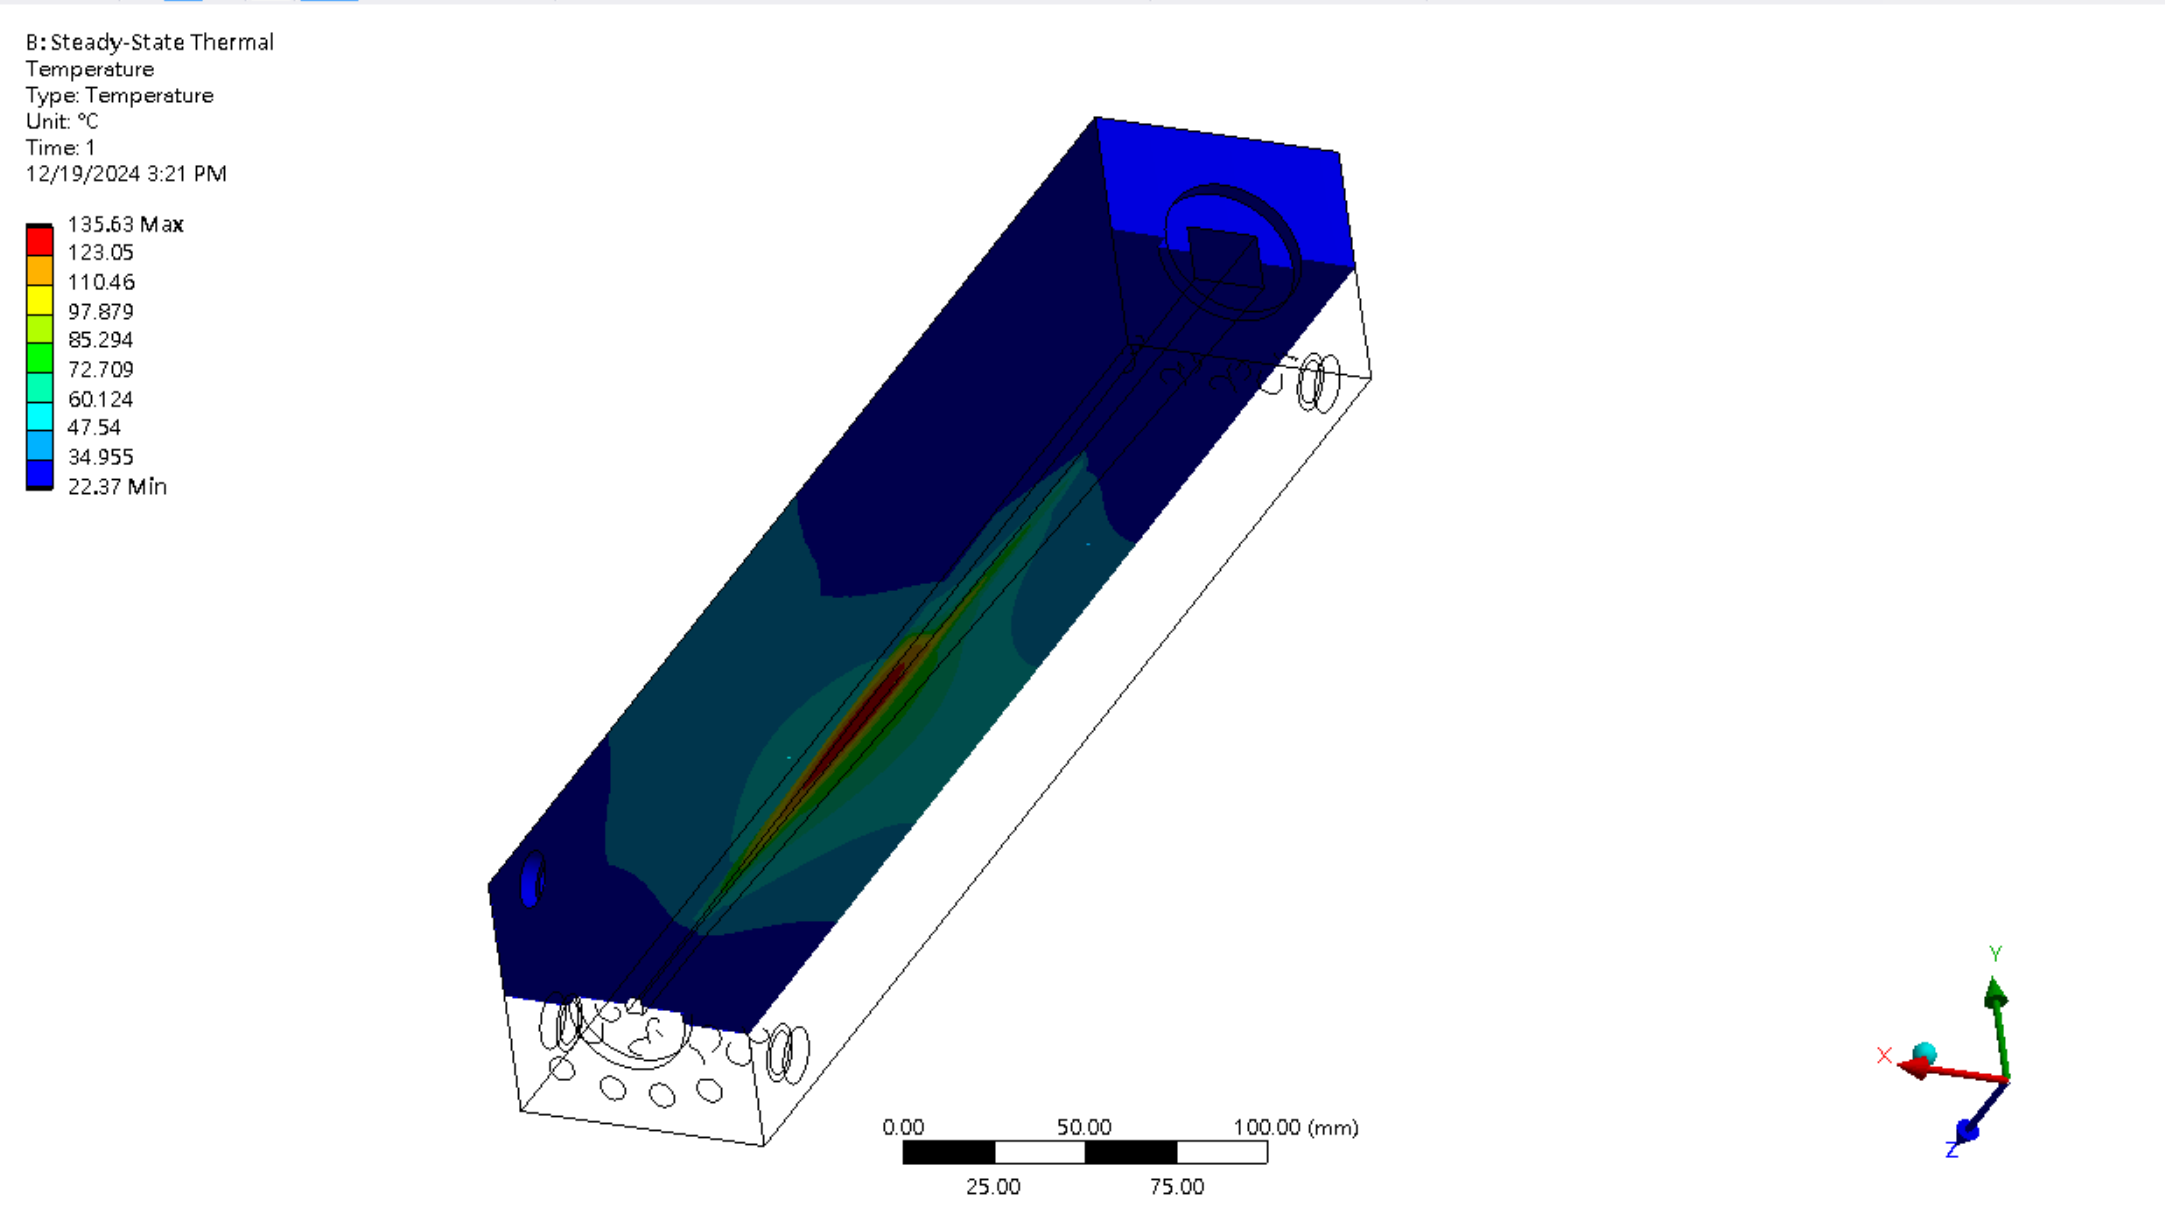 B: Steady-State Thermal
Temperature
Type: Temperature
Unit: °C
Time: 1
12/19/2024 3:21 PM
135.63 Max
123.05
110.46
97.879
85.294
72.709
60.124
47.54
34.955
22.37 Min
0.00 50.00 100.00 (mm)
25.00 75.00
Y
X
Z